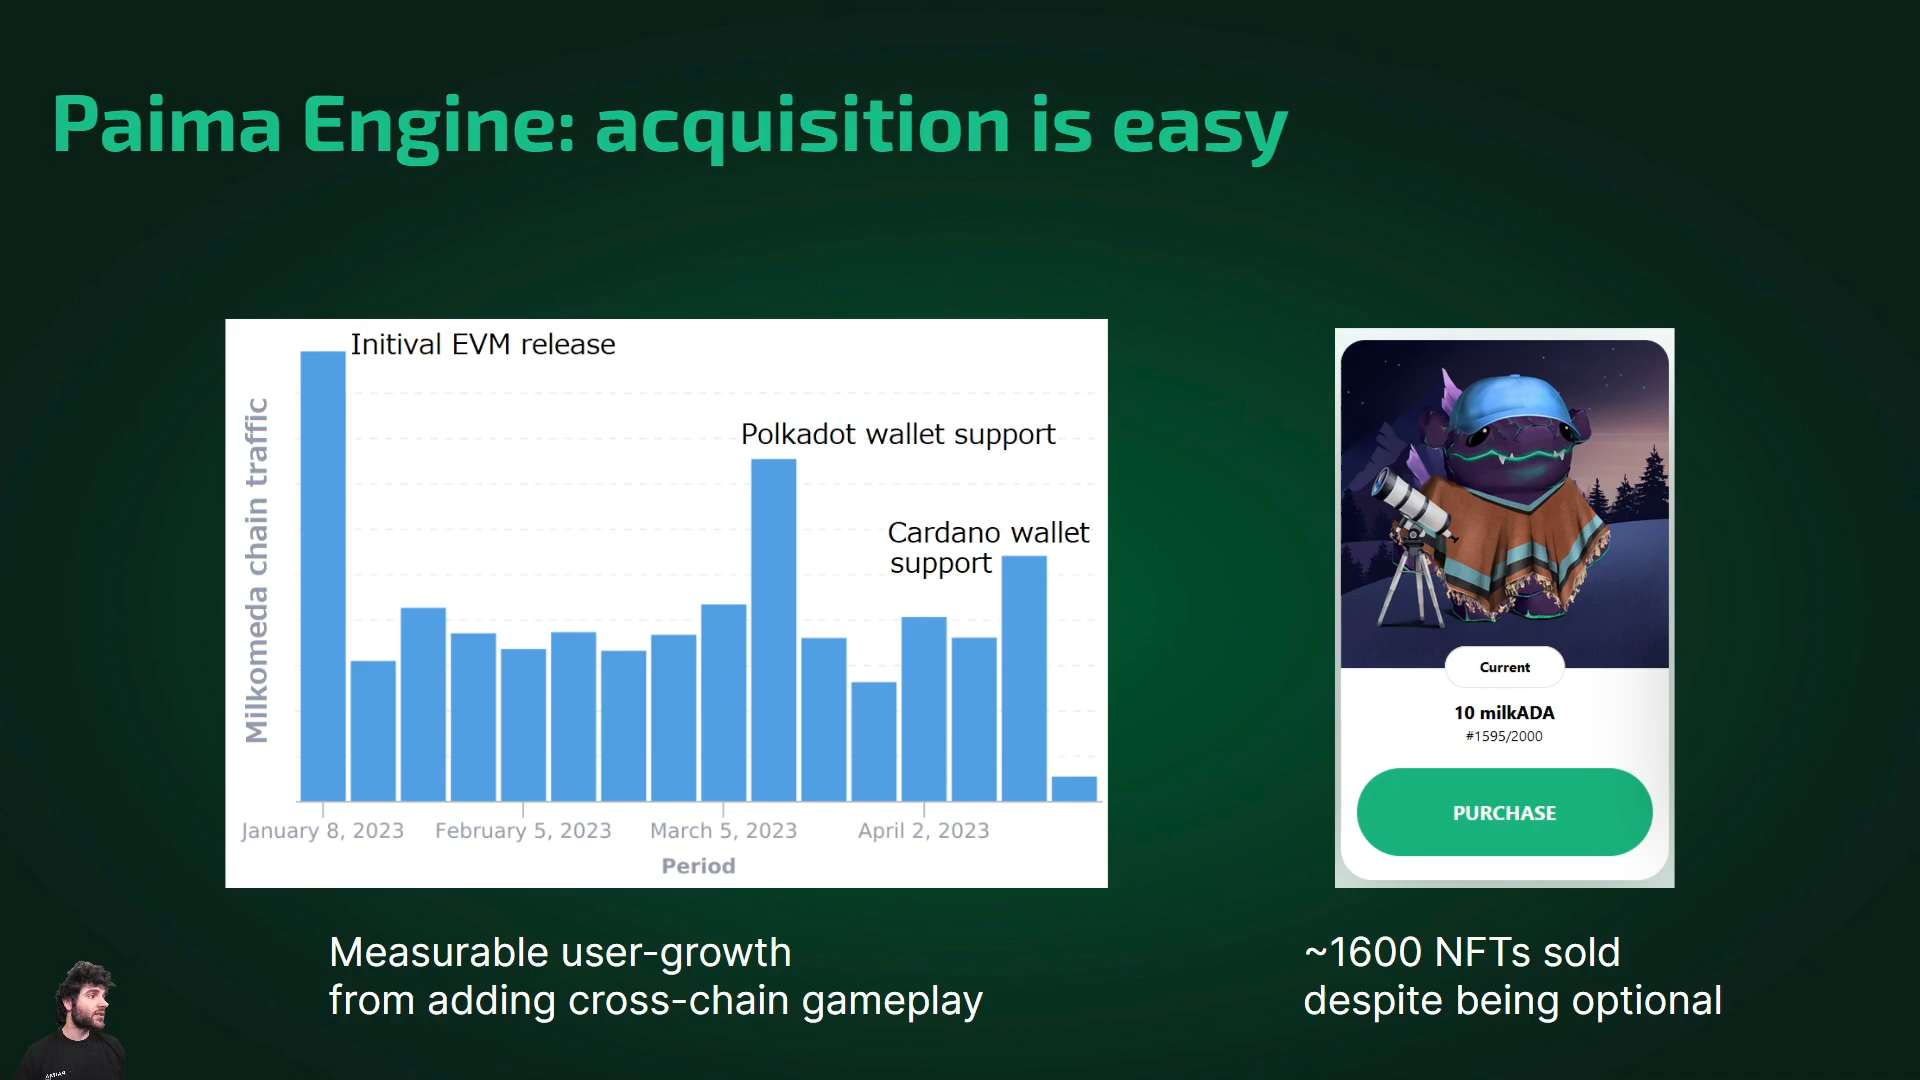 Paima Engine: acquisition is easy
Initival EVM release
Polkadot wallet support
Cardano wallet
support
Milkomeda chain traffic
January 8, 2023
February 5, 2023
March 5, 2023
April 2, 2023
Period
Current
10 milkADA
#1595/2000
PURCHASE
Measurable user-growth
from adding cross-chain gameplay
~1600 NFTs sold
despite being optional